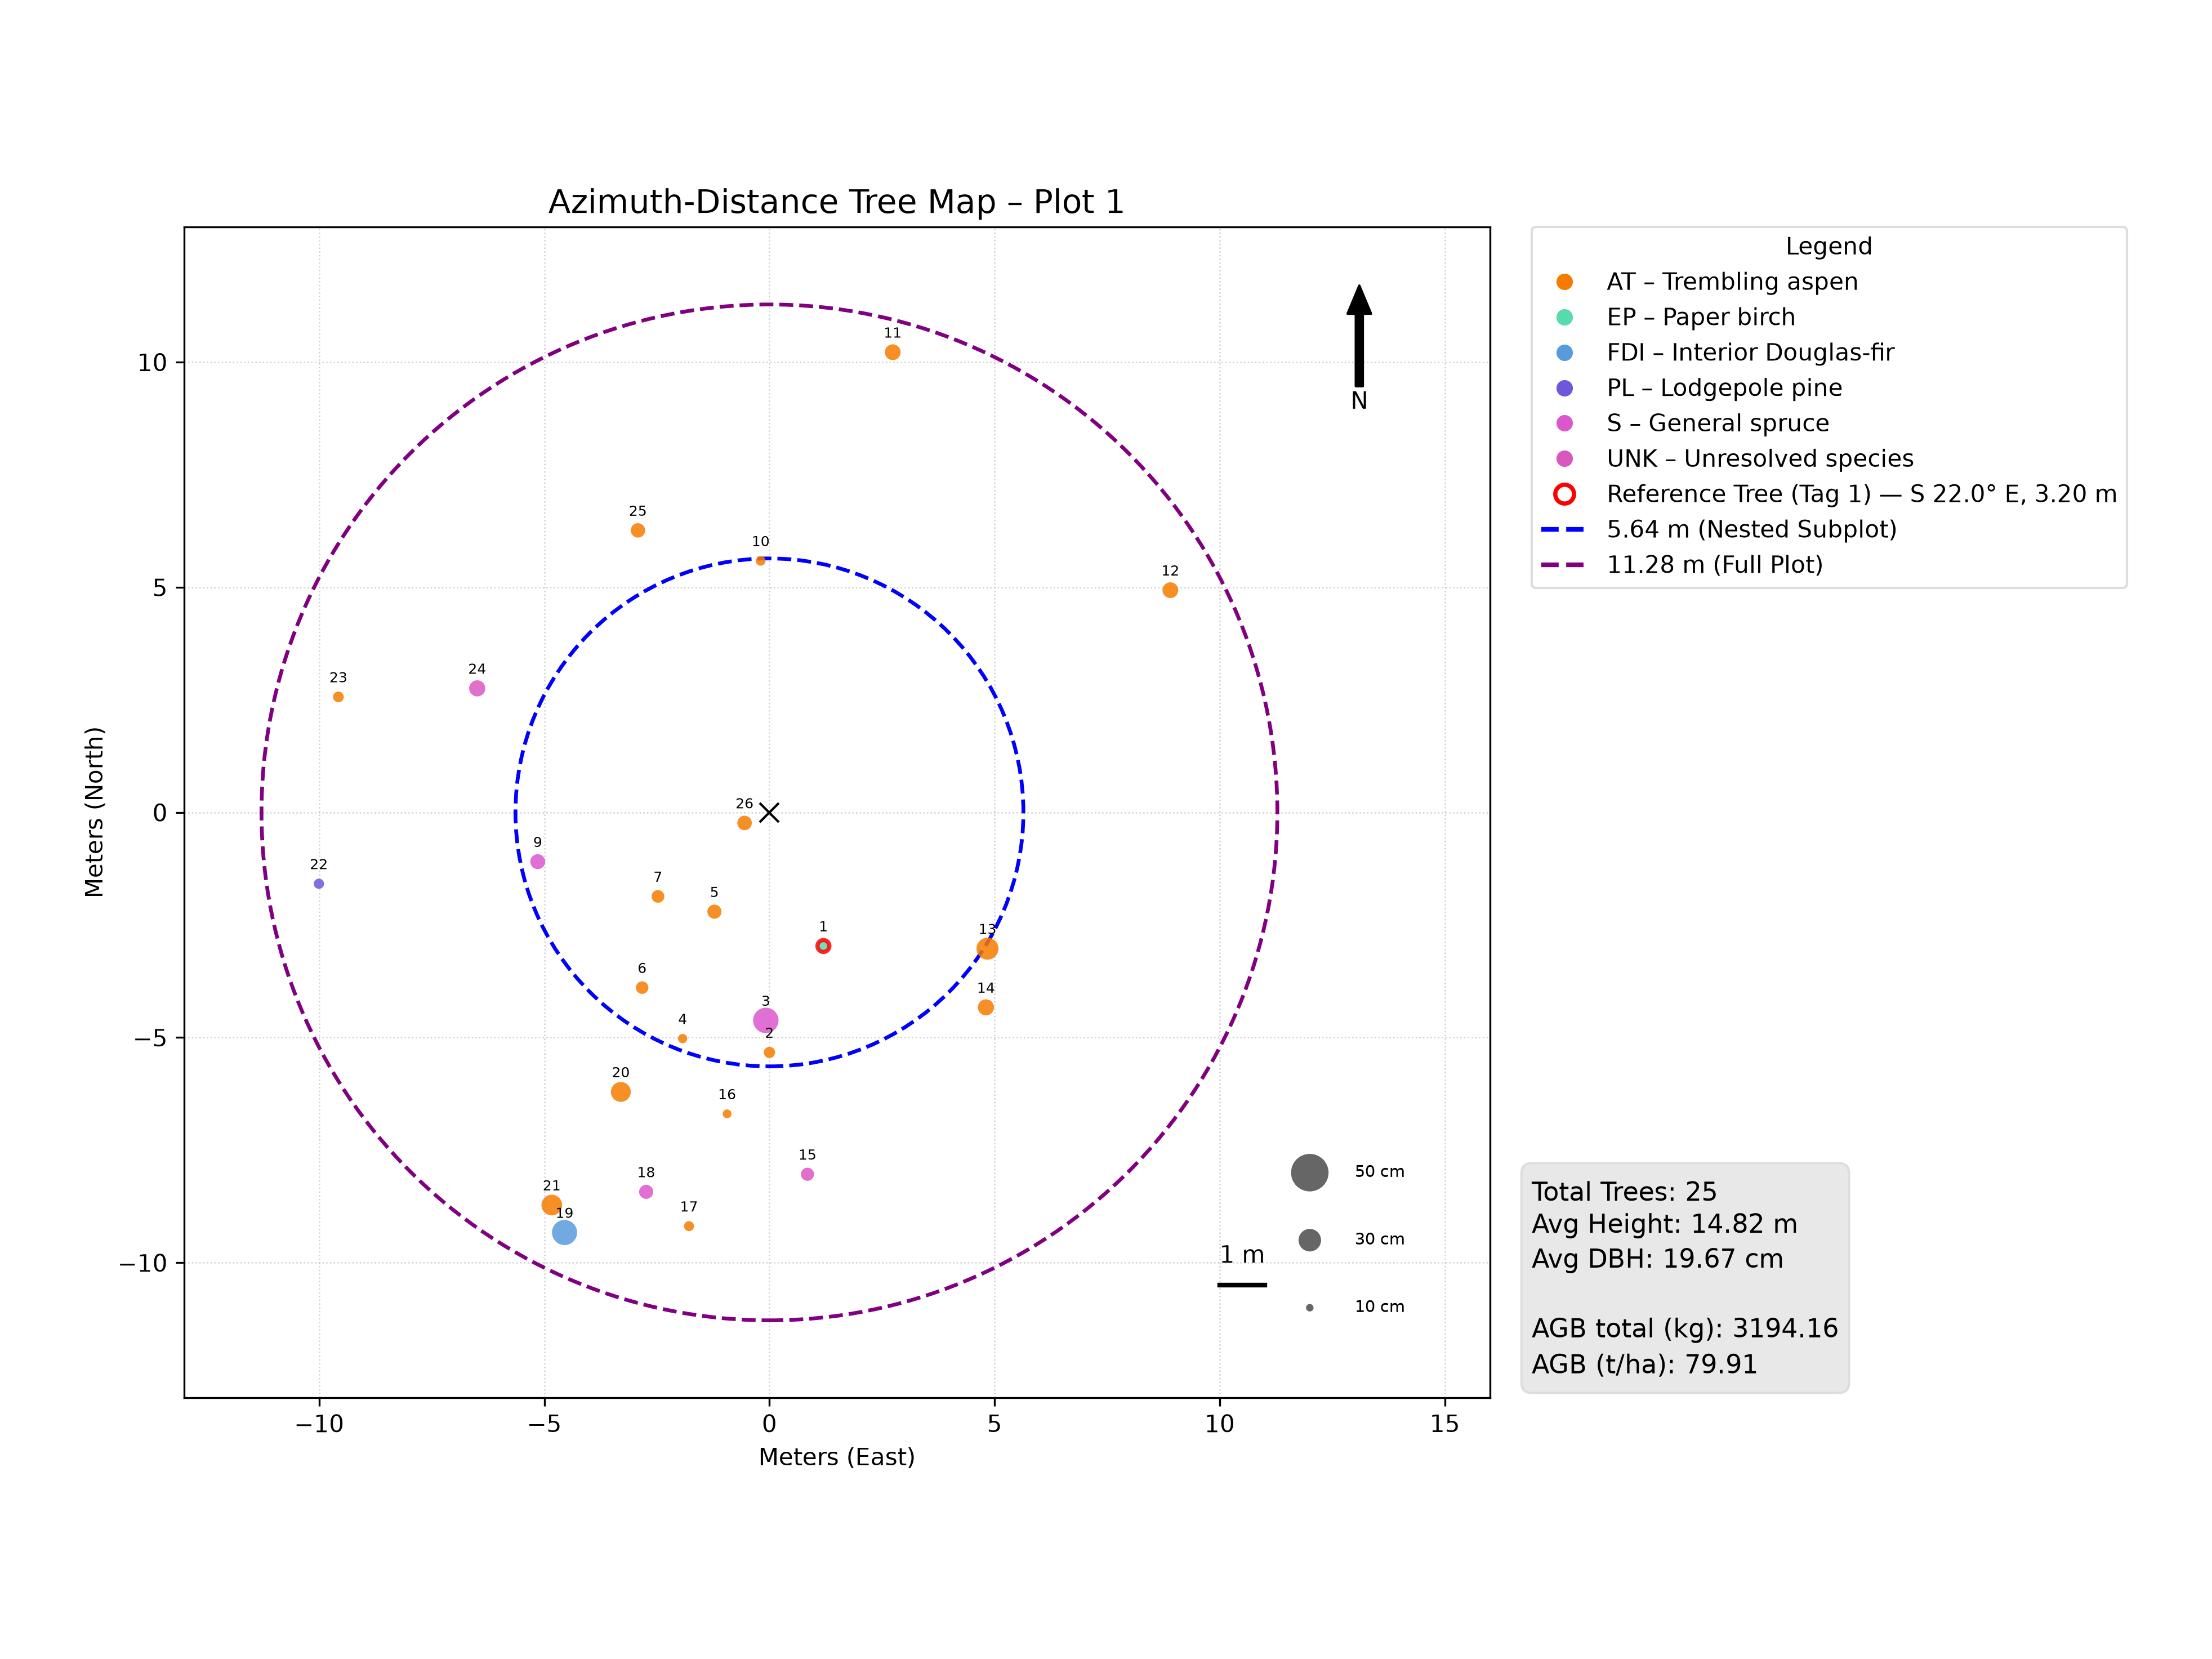 Azimuth-Distance Tree Map – Plot 1
Legend
AT – Trembling aspen
EP – Paper birch
FDI – Interior Douglas-fir
PL – Lodgepole pine
S – General spruce
UNK – Unresolved species
Reference Tree (Tag 1) — S 22.0° E, 3.20 m
5.64 m (Nested Subplot)
11.28 m (Full Plot)
N
11
25
10
12
24
23
26
9
22
7
5
1
13
6
14
3
4
2
20
16
15
18
21
17
19
50 cm
30 cm
10 cm
1 m
10
5
0
−5
−10
Meters (North)
−10
−5
0
5
10
15
Meters (East)
Total Trees: 25
Avg Height: 14.82 m
Avg DBH: 19.67 cm
AGB total (kg): 3194.16
AGB (t/ha): 79.91